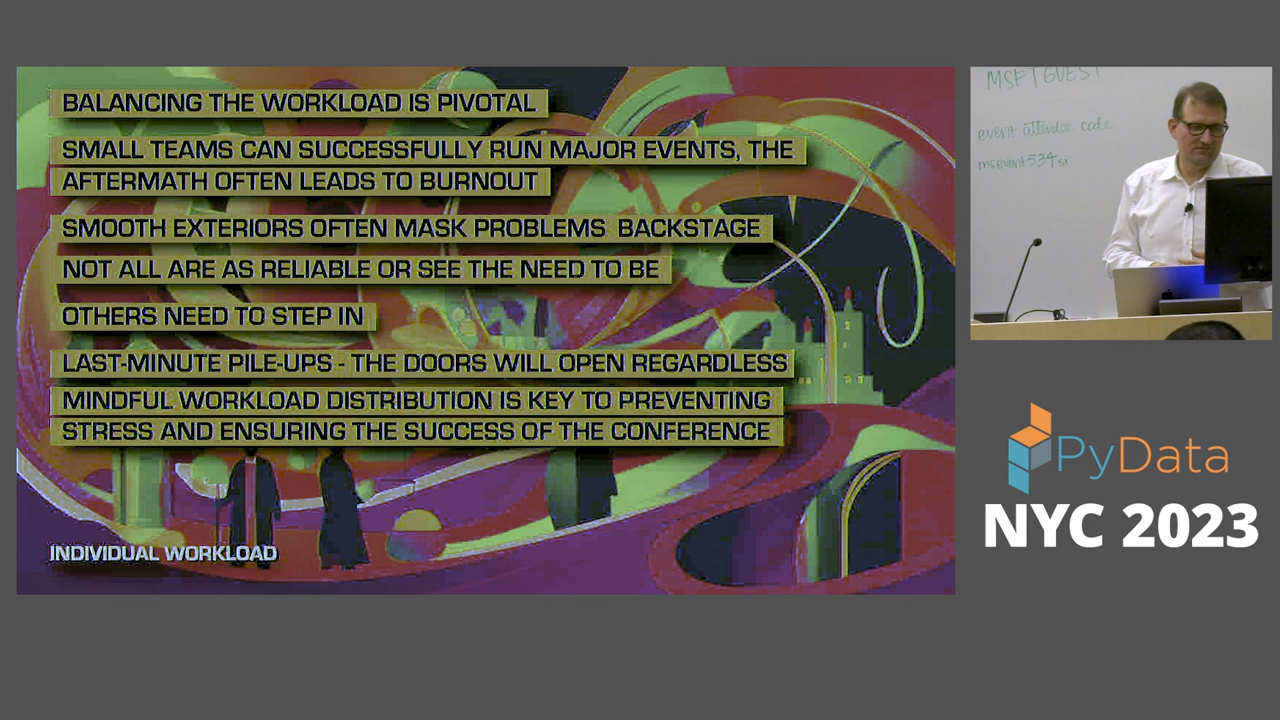 BALANCING THE WORKLOAD IS PIVOTAL
SMALL TEAMS CAN SUCCESSFULLY RUN MAJOR EVENTS, THE
AFTERMATH OFTEN LEADS TO BURNOUT
SMOOTH EXTERIORS OFTEN MASK PROBLEMS BACKSTAGE
NOT ALL ARE AS RELIABLE OR SEE THE NEED TO BE
OTHERS NEED TO STEP IN
LAST-MINUTE PILE-UPS - THE DOORS WILL OPEN REGARDLESS
MINDFUL WORKLOAD DISTRIBUTION IS KEY TO PREVENTING
STRESS AND ENSURING THE SUCCESS OF THE CONFERENCE
INDIVIDUAL WORKLOAD
MSFTGUEST
event attendee code
msevent534si
PyData
NYC 2023